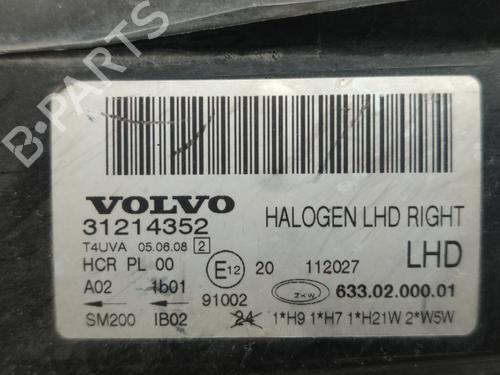 B-PARTS
VOLVO
31214352
HALOGEN LHD RIGHT
T4UVA 05.06.08 2
LHD
HCR PL 00
E12 20 112027
A02 1b01
91002
ZKW 633.02.000.01
SM200 IB02
24 1*H9 1*H7 1*H21W 2*W5W